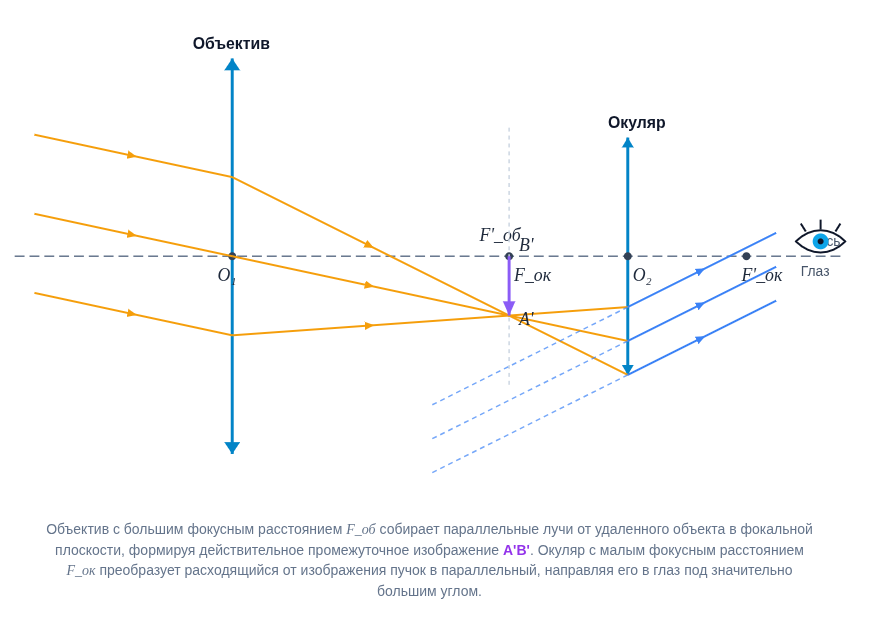 Объектив
Окуляр
F'_об
B'
O₁
F_ок
O₂
F'_ок
сь
Глаз
A'
Объектив с большим фокусным расстоянием F_об собирает параллельные лучи от удаленного объекта в фокальной
плоскости, формируя действительное промежуточное изображение A'B'. Окуляр с малым фокусным расстоянием
F_ок преобразует расходящийся от изображения пучок в параллельный, направляя его в глаз под значительно
большим углом.